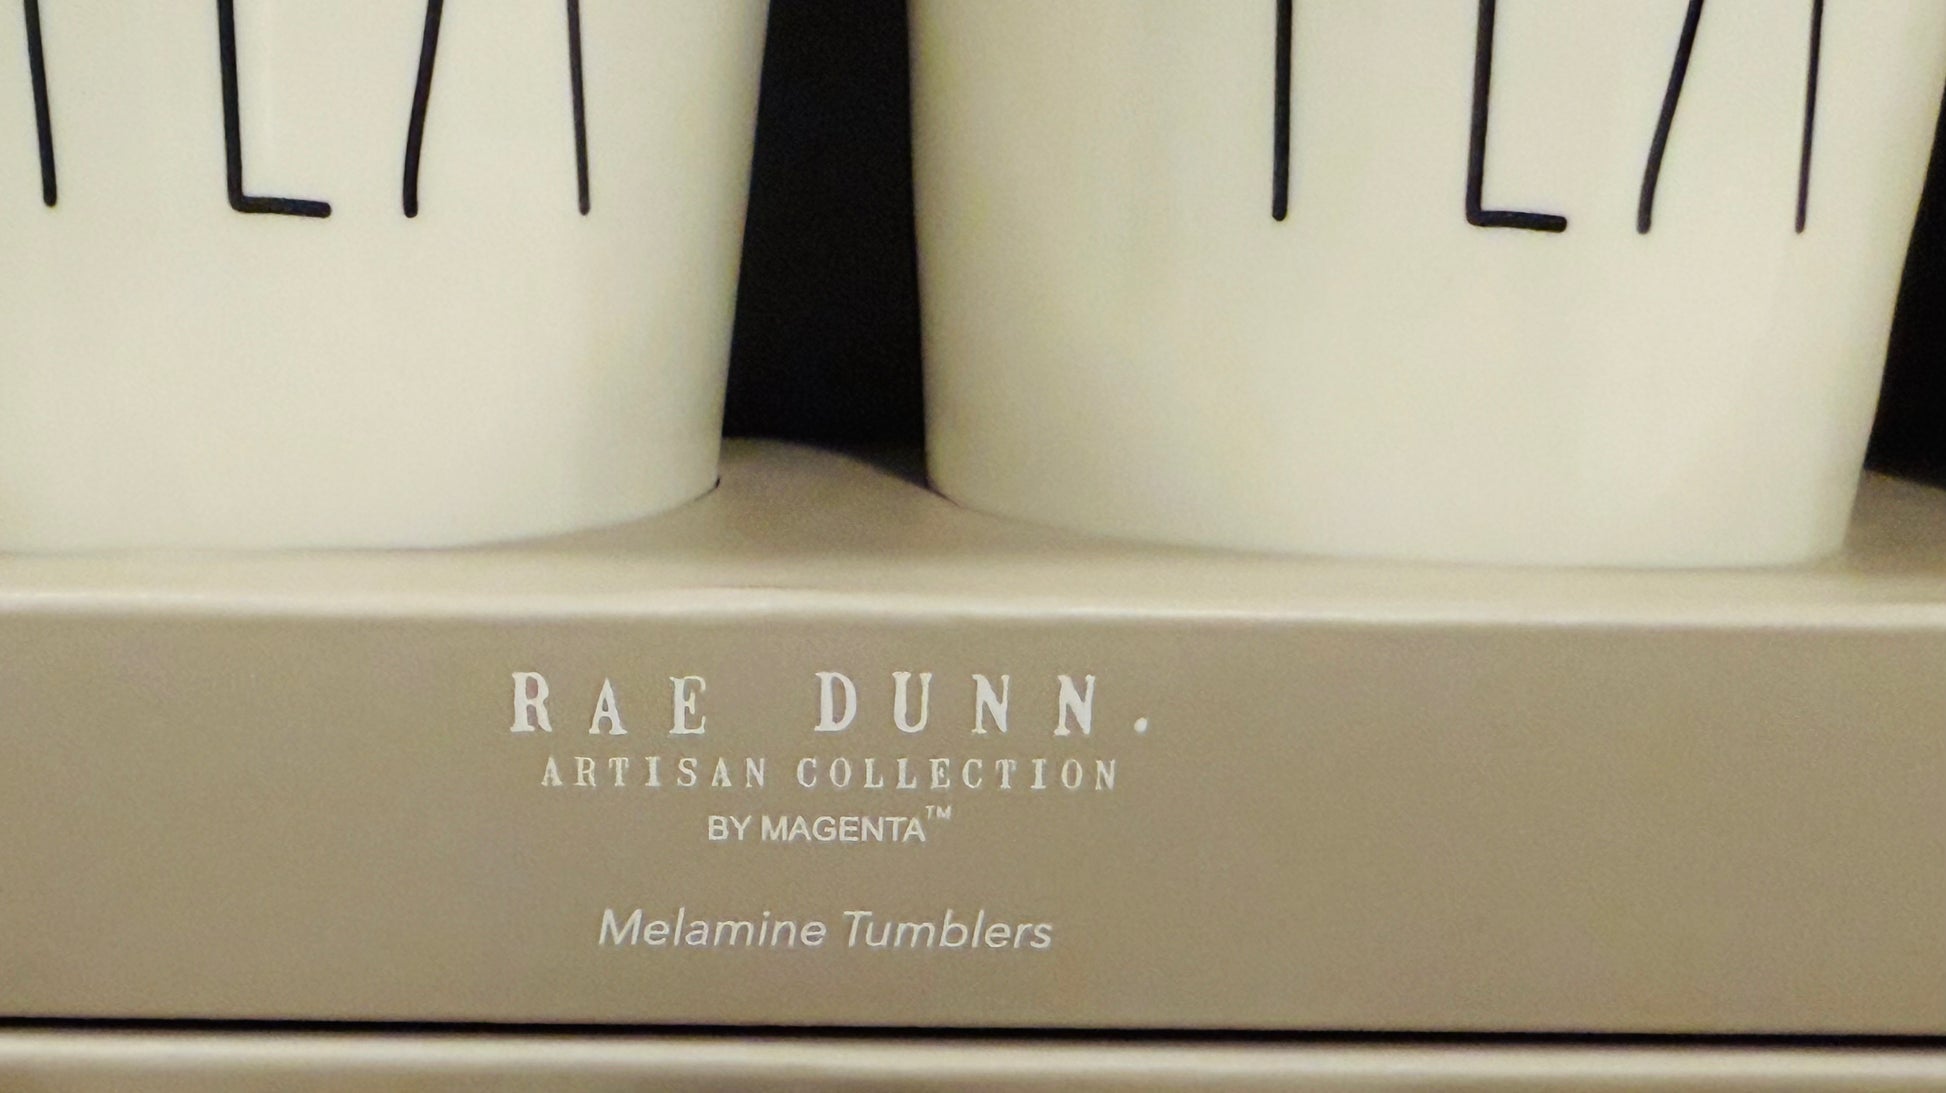 RAE DUNN.
ARTISAN COLLECTION
BY MAGENTA™
Melamine Tumblers